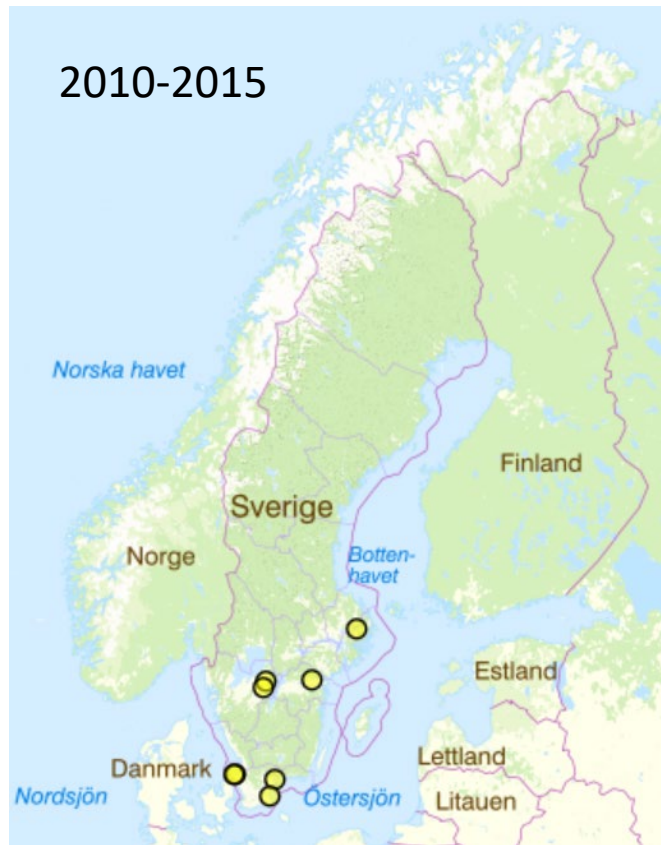 2010-2015
Norska havet
Finland
Sverige
Norge
Botten-
havet
Estland
Lettland
Danmark
Nordsjön
Östersjön
Litauen